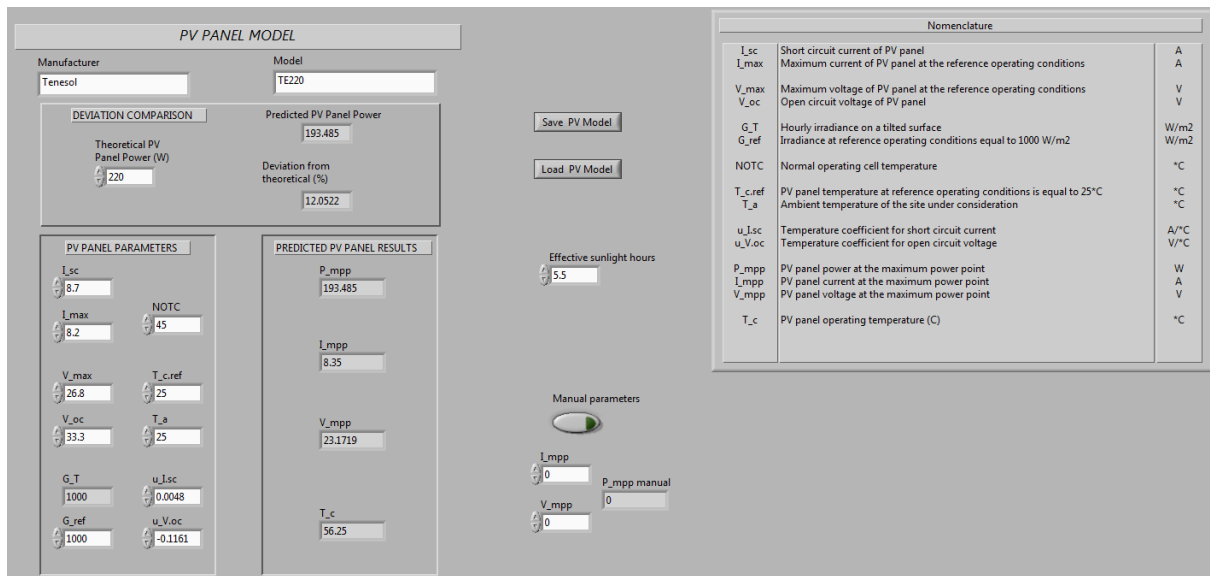 PV PANEL MODEL
Manufacturer
Model
Tenesol
TE220
DEVIATION COMPARISON
Theoretical PV
Panel Power (W)
220
Predicted PV Panel Power
193.485
Deviation from
theoretical (%)
12.0522
PV PANEL PARAMETERS
I_sc
8.7
I_max
8.2
NOTC
45
V_max
26.8
T_c.ref
25
V_oc
33.3
T_a
25
G_T
1000
u_I.sc
0.0048
G_ref
1000
u_V.oc
-0.1161
PREDICTED PV PANEL RESULTS
P_mpp
193.485
I_mpp
8.35
V_mpp
23.1719
T_c
56.25
Save PV Model
Load PV Model
Effective sunlight hours
5.5
Manual parameters
I_mpp
0
V_mpp
0
P_mpp manual
0
Nomenclature
I_sc Short circuit current of PV panel A
I_max Maximum current of PV panel at the reference operating conditions A
V_max Maximum voltage of PV panel at the reference operating conditions V
V_oc Open circuit voltage of PV panel V
G_T Hourly irradiance on a tilted surface W/m2
G_ref Irradiance at reference operating conditions equal to 1000 W/m2 W/m2
NOTC Normal operating cell temperature *C
T_c.ref PV panel temperature at reference operating conditions is equal to 25*C *C
T_a Ambient temperature of the site under consideration *C
u_I.sc Temperature coefficient for short circuit current A/*C
u_V.oc Temperature coefficient for open circuit voltage V/*C
P_mpp PV panel power at the maximum power point W
I_mpp PV panel current at the maximum power point A
V_mpp PV panel voltage at the maximum power point V
T_c PV panel operating temperature (C) *C